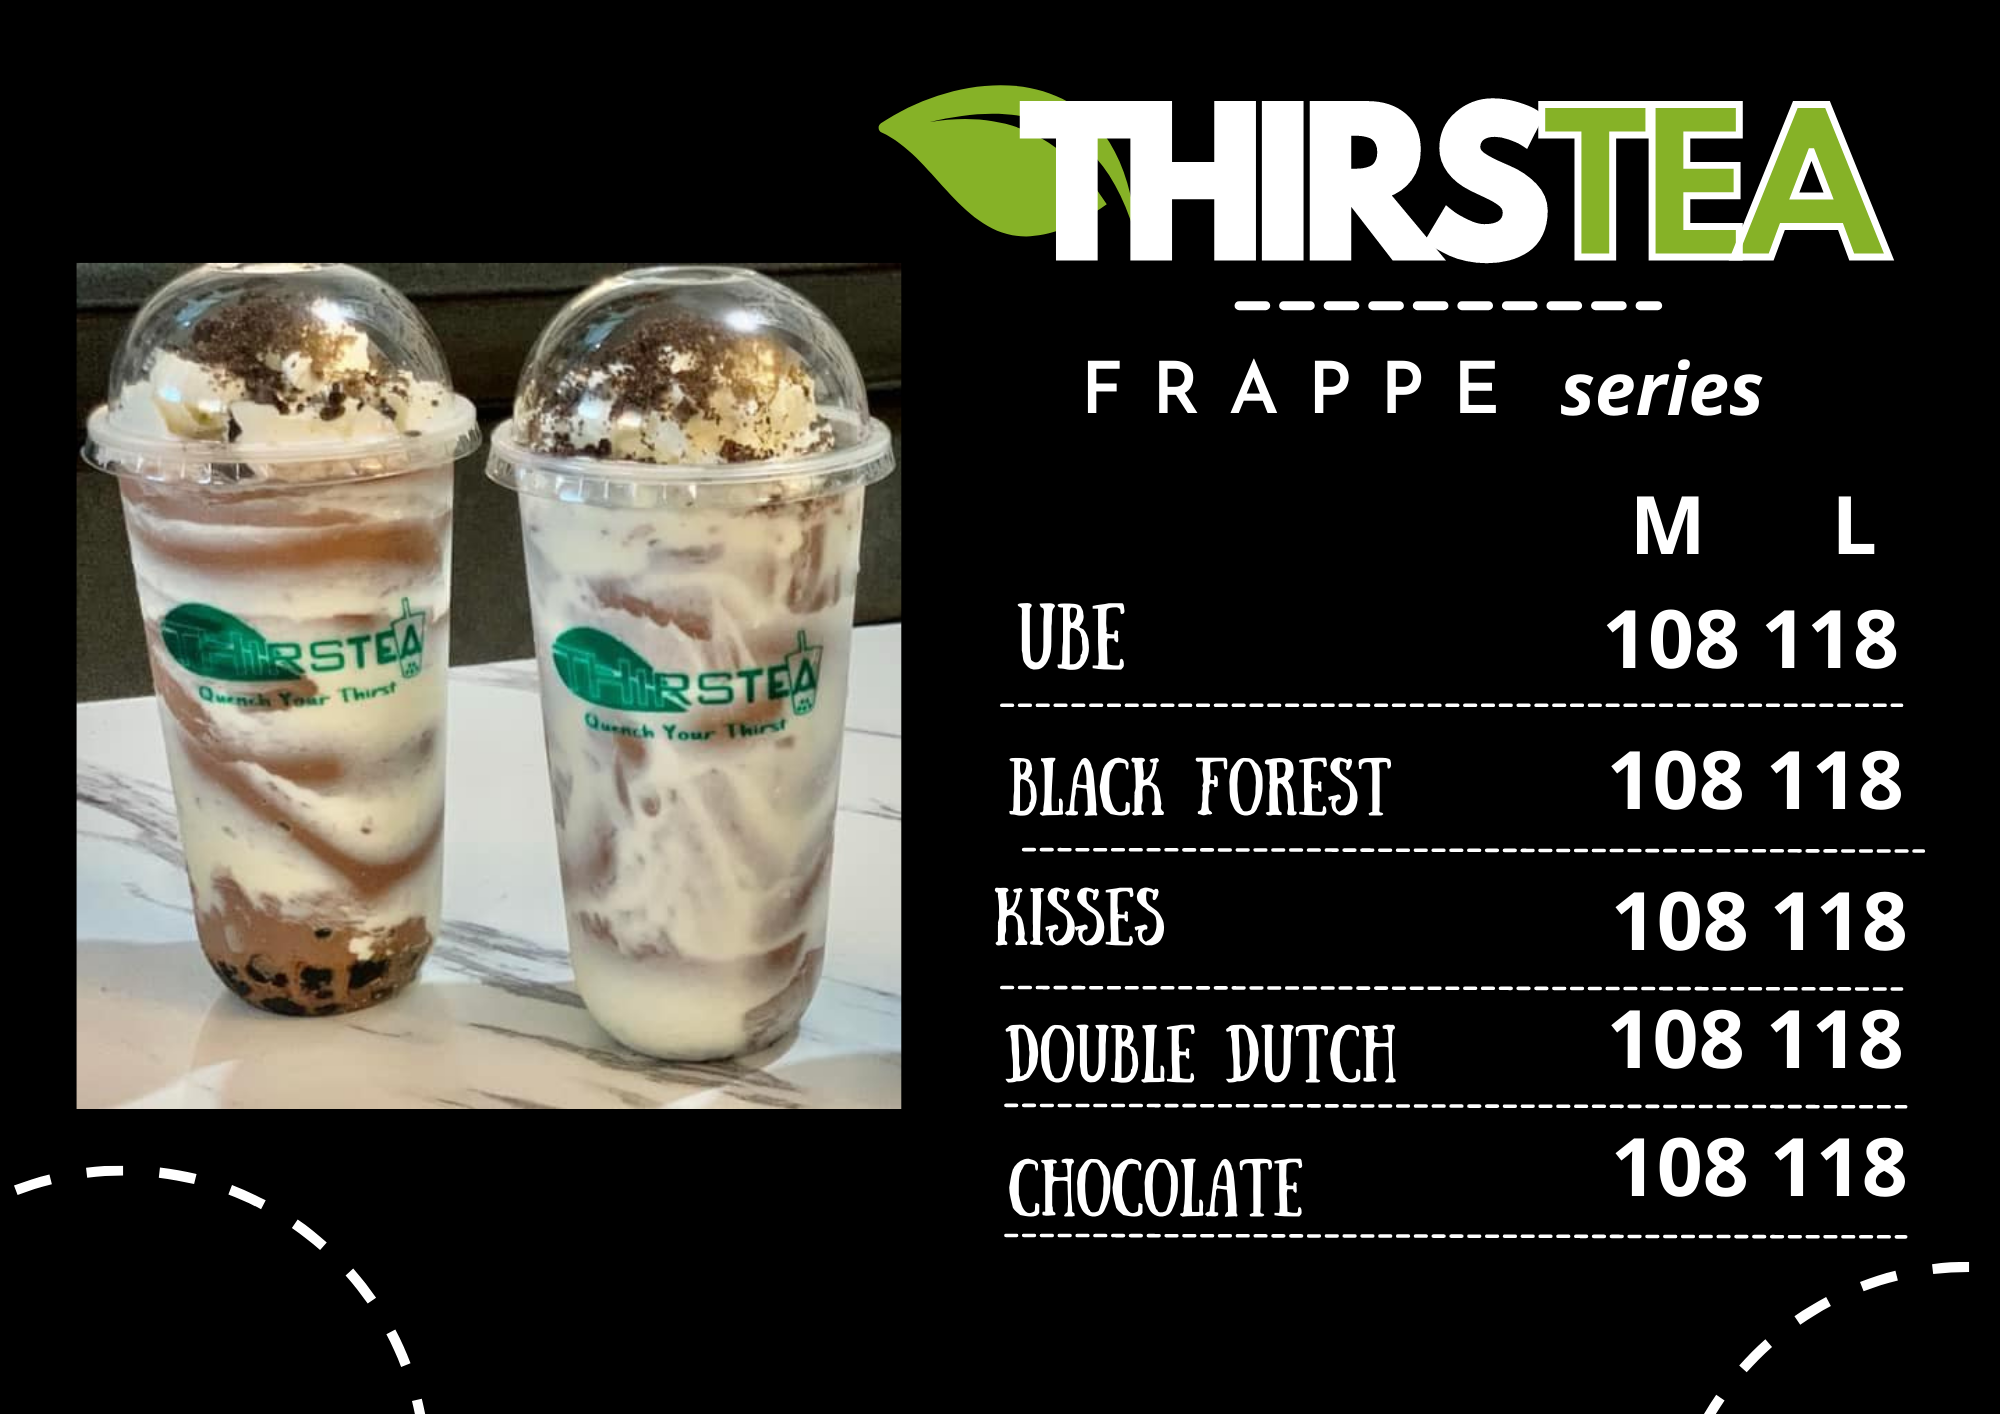 THIRSTEA
FRAPPE series
M L
UBE 108 118
BLACK FOREST 108 118
KISSES 108 118
DOUBLE DUTCH 108 118
CHOCOLATE 108 118
THIRSTEA
Quench Your Thirst
THIRSTEA
Quench Your Thirst